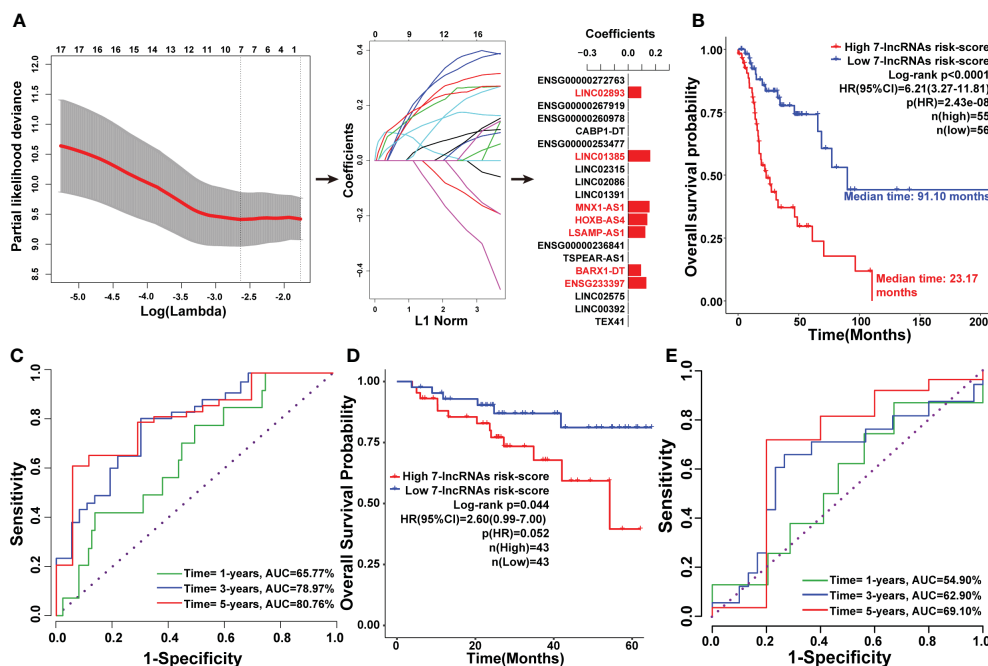 A
17 17 16 16 15 14 13 12 11 10 7 7 4 4 1
Partial likelihood deviance
12.0
11.5
11.0
10.5
10.0
9.5
9.0
8.5
-5.0 -4.5 -4.0 -3.5 -3.0 -2.5 -2.0
Log(Lambda)
0 9 12 16
Coefficients
0.4
0.2
0.0
-0.2
-0.4
0 1 2 3
L1 Norm
Coefficients
-0.3 0.0 0.3
ENSG00000272763
LINC02893
ENSG00000267919
ENSG00000260978
CABP1-DT
ENSG00000253477
LINC01385
LINC02315
LINC02086
LINC01391
MNX1-AS1
HOXB-AS4
LSAMP-AS1
ENSG00000236841
TSPEAR-AS1
BARX1-DT
ENSG233397
LINC02575
LINC00392
TEX41
B
Overall survival probability
1.00
0.75
0.50
0.25
0.00
High 7-lncRNAs risk-score
Low 7-lncRNAs risk-score
Log-rank p<0.0001
HR(95%CI)=6.21(3.27-11.81)
p(HR)=2.43e-08
n(high)=55
n(low)=56
Median time: 91.10 months
Median time: 23.17
months
0 50 100 150 200
Time(Months)
C
Sensitivity
1.0
0.8
0.6
0.4
0.2
0.0
Time= 1-years, AUC=65.77%
Time= 3-years, AUC=78.97%
Time= 5-years, AUC=80.76%
0.0 0.2 0.4 0.6 0.8 1.0
1-Specificity
D
Overall Survival Probability
1.00
0.75
0.50
0.25
0.00
High 7-lncRNAs risk-score
Low 7-lncRNAs risk-score
Log-rank p=0.044
HR(95%CI)=2.60(0.99-7.00)
p(HR)=0.052
n(High)=43
n(Low)=43
0 20 40 60
Time(Months)
E
Sensitivity
1.0
0.8
0.6
0.4
0.2
0.0
Time= 1-years, AUC=54.90%
Time= 3-years, AUC=62.90%
Time= 5-years, AUC=69.10%
0.0 0.2 0.4 0.6 0.8 1.0
1-Specificity